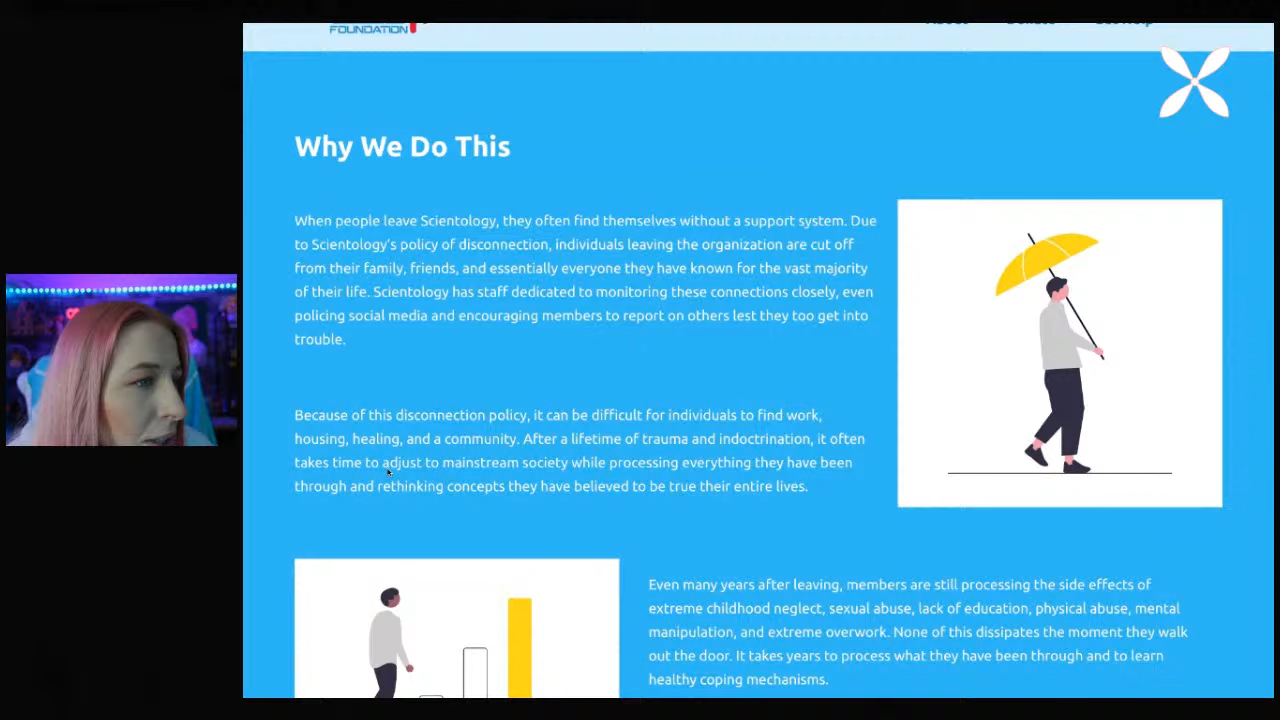 FOUNDATION
Why We Do This
When people leave Scientology, they often find themselves without a support system. Due
to Scientology's policy of disconnection, individuals leaving the organization are cut off
from their family, friends, and essentially everyone they have known for the vast majority
of their life. Scientology has staff dedicated to monitoring these connections closely, even
policing social media and encouraging members to report on others lest they too get into
trouble.
Because of this disconnection policy, it can be difficult for individuals to find work,
housing, healing, and a community. After a lifetime of trauma and indoctrination, it often
takes time to adjust to mainstream society while processing everything they have been
through and rethinking concepts they have believed to be true their entire lives.
Even many years after leaving, members are still processing the side effects of
extreme childhood neglect, sexual abuse, lack of education, physical abuse, mental
manipulation, and extreme overwork. None of this dissipates the moment they walk
out the door. It takes years to process what they have been through and to learn
healthy coping mechanisms.